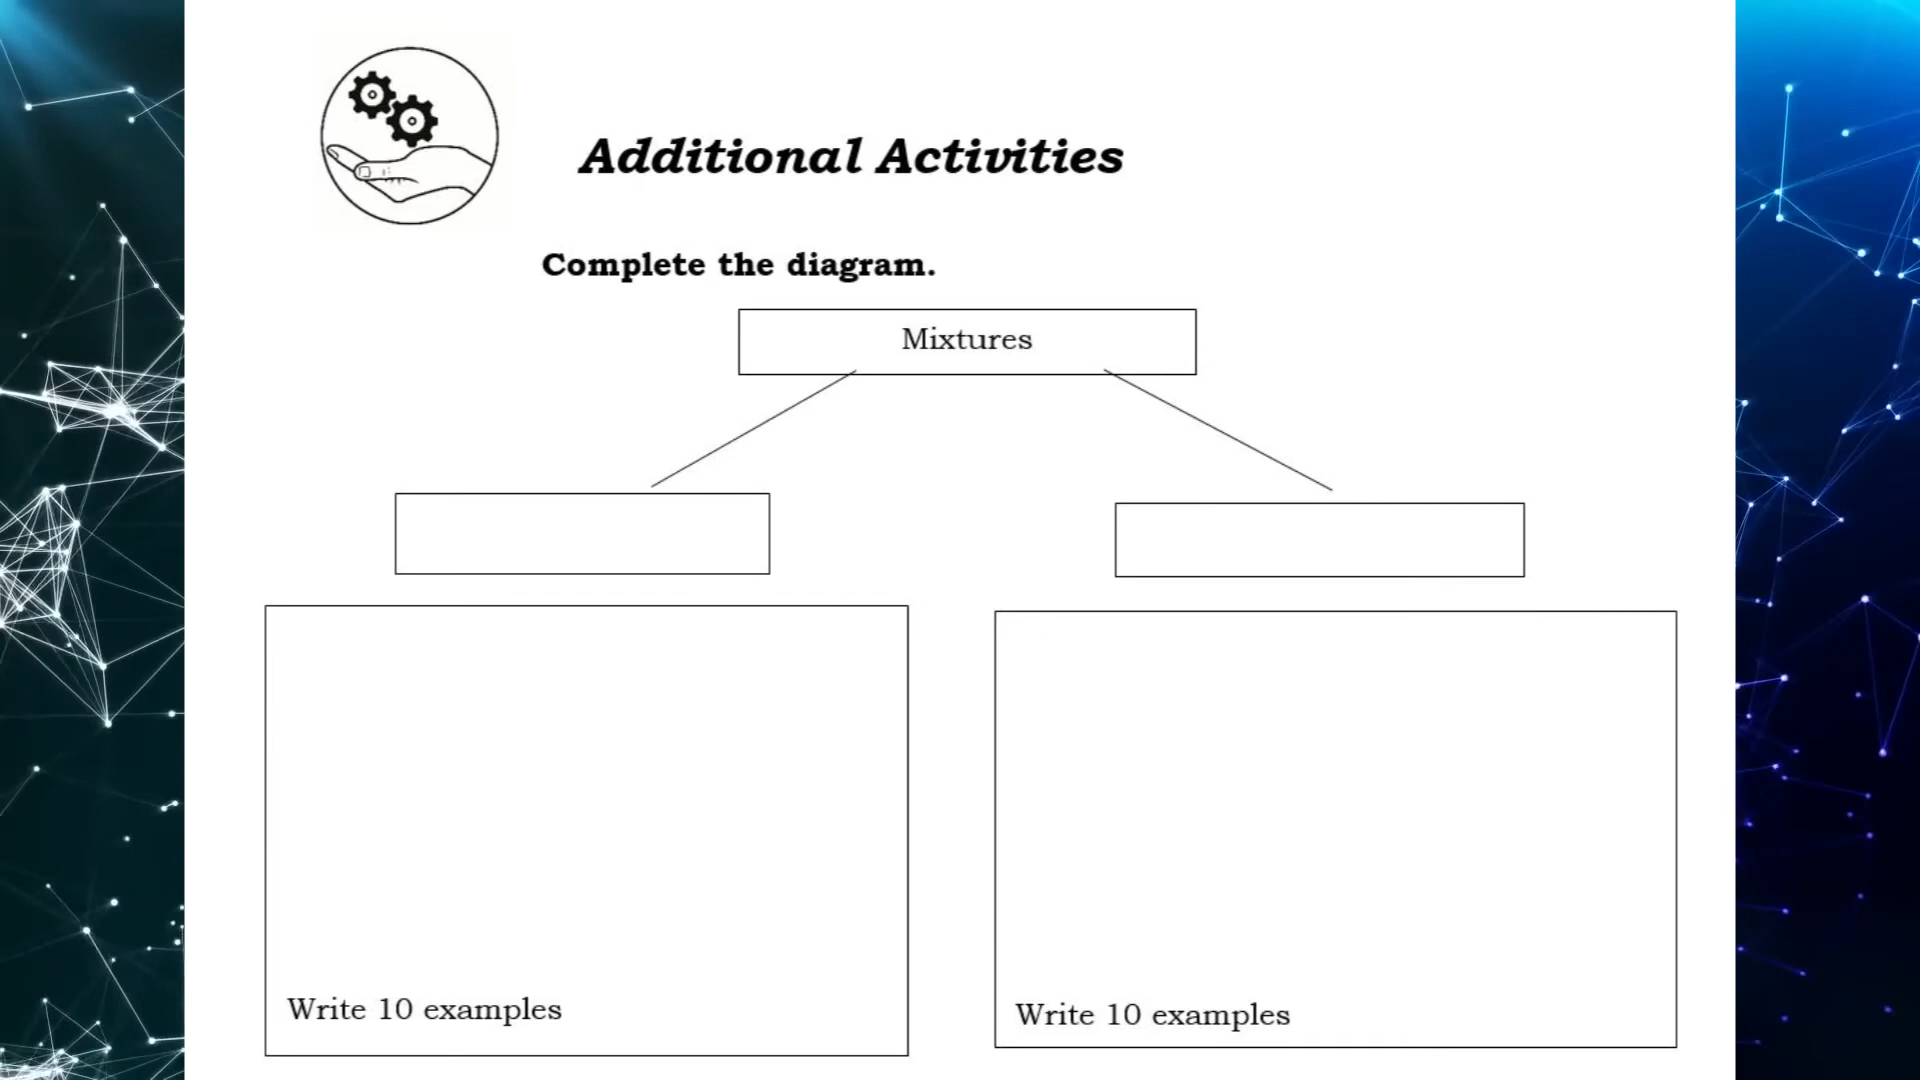 Additional Activities
Complete the diagram.
Mixtures
Write 10 examples
Write 10 examples